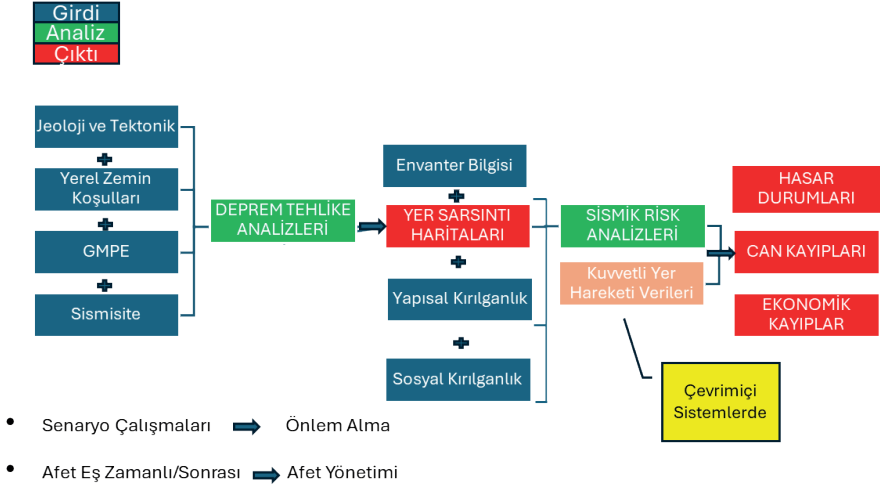 Girdi
Analiz
Çıktı
Jeoloji ve Tektonik
Yerel Zemin
Koşulları
GMPE
Sismisite
DEPREM TEHLİKE
ANALİZLERİ
Envanter Bilgisi
YER SARSINTI
HARİTALARI
Yapısal Kırılganlık
Sosyal Kırılganlık
SİSMİK RİSK
ANALİZLERİ
Kuvvetli Yer
Hareketi Verileri
HASAR
DURUMLARI
CAN KAYIPLARI
EKONOMİK
KAYIPLAR
Çevrimiçi
Sistemlerde
• Senaryo Çalışmaları Önlem Alma
• Afet Eş Zamanlı/Sonrası Afet Yönetimi